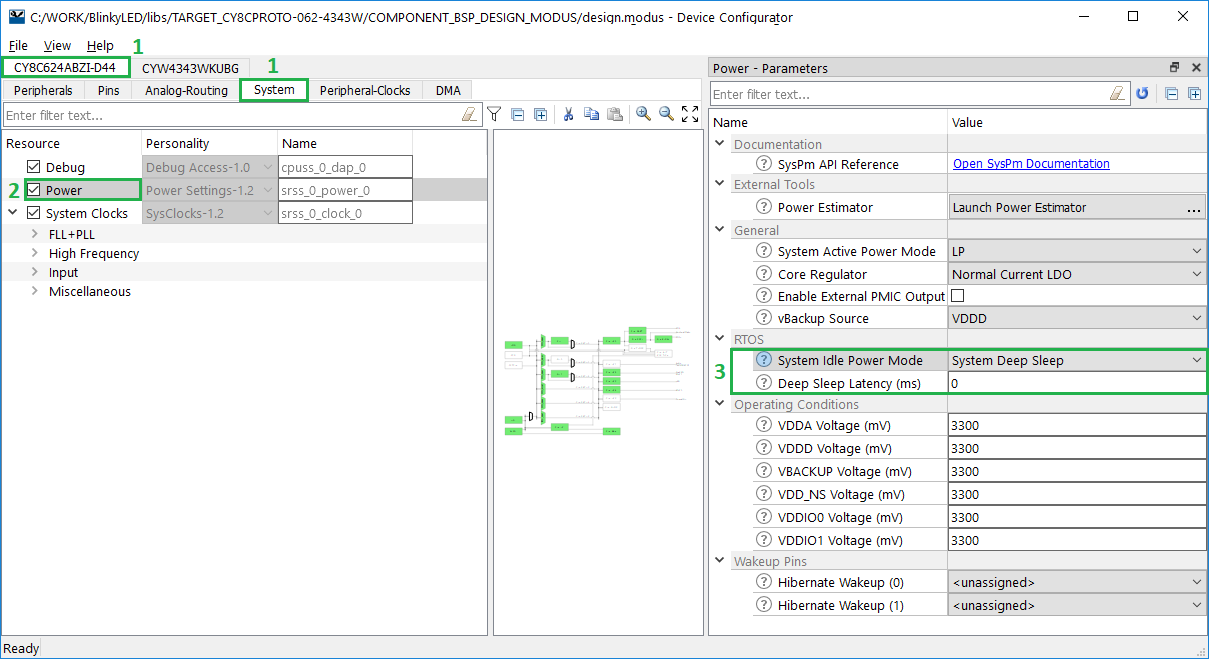 C:/WORK/BlinkyLED/libs/TARGET_CY8CPROTO-062-4343W/COMPONENT_BSP_DESIGN_MODUS/design.modus - Device Configurator
File View Help
1
CY8C624ABZI-D44 CYW4343WKUBG
1
Peripherals Pins Analog-Routing System Peripheral-Clocks DMA
Enter filter text...
Resource Personality Name
Debug Debug Access-1.0 cpuss_0_dap_0
2 Power Power Settings-1.2 srss_0_power_0
System Clocks SysClocks-1.2 srss_0_clock_0
FLL+PLL
High Frequency
Input
Miscellaneous
Power - Parameters
Enter filter text...
Name Value
Documentation
SysPm API Reference Open SysPm Documentation
External Tools
Power Estimator Launch Power Estimator ...
General
System Active Power Mode LP
Core Regulator Normal Current LDO
Enable External PMIC Output
vBackup Source VDDD
RTOS
3
System Idle Power Mode System Deep Sleep
Deep Sleep Latency (ms) 0
Operating Conditions
VDDA Voltage (mV) 3300
VDDD Voltage (mV) 3300
VBACKUP Voltage (mV) 3300
VDD_NS Voltage (mV) 3300
VDDIO0 Voltage (mV) 3300
VDDIO1 Voltage (mV) 3300
Wakeup Pins
Hibernate Wakeup (0) <unassigned>
Hibernate Wakeup (1) <unassigned>
Ready